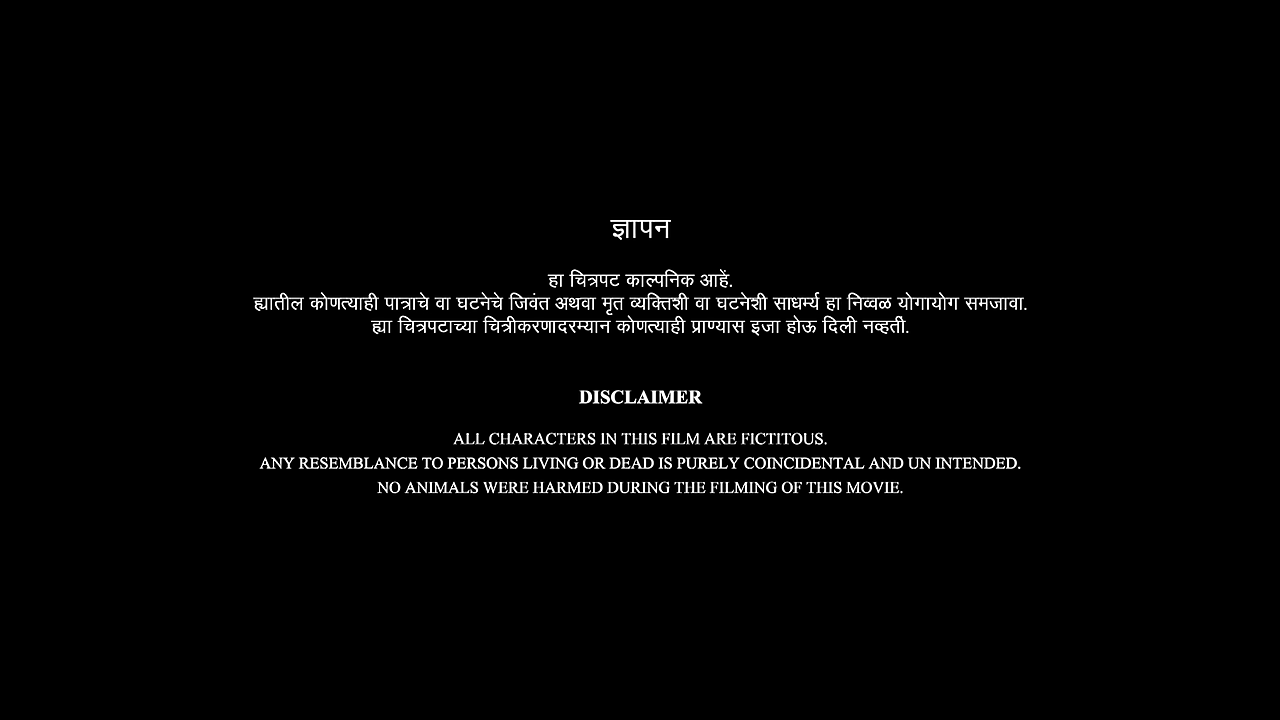 ज्ञापन
हा चित्रपट काल्पनिक आहें.
ह्यातील कोणत्याही पात्राचे वा घटनेचे जिवंत अथवा मृत व्यक्तिशी वा घटनेशी साधर्म्य हा निव्वळ योगायोग समजावा.
ह्या चित्रपटाच्या चित्रीकरणादरम्यान कोणत्याही प्राण्यास इजा होऊ दिली नव्हती.
DISCLAIMER
ALL CHARACTERS IN THIS FILM ARE FICTITOUS.
ANY RESEMBLANCE TO PERSONS LIVING OR DEAD IS PURELY COINCIDENTAL AND UN INTENDED.
NO ANIMALS WERE HARMED DURING THE FILMING OF THIS MOVIE.